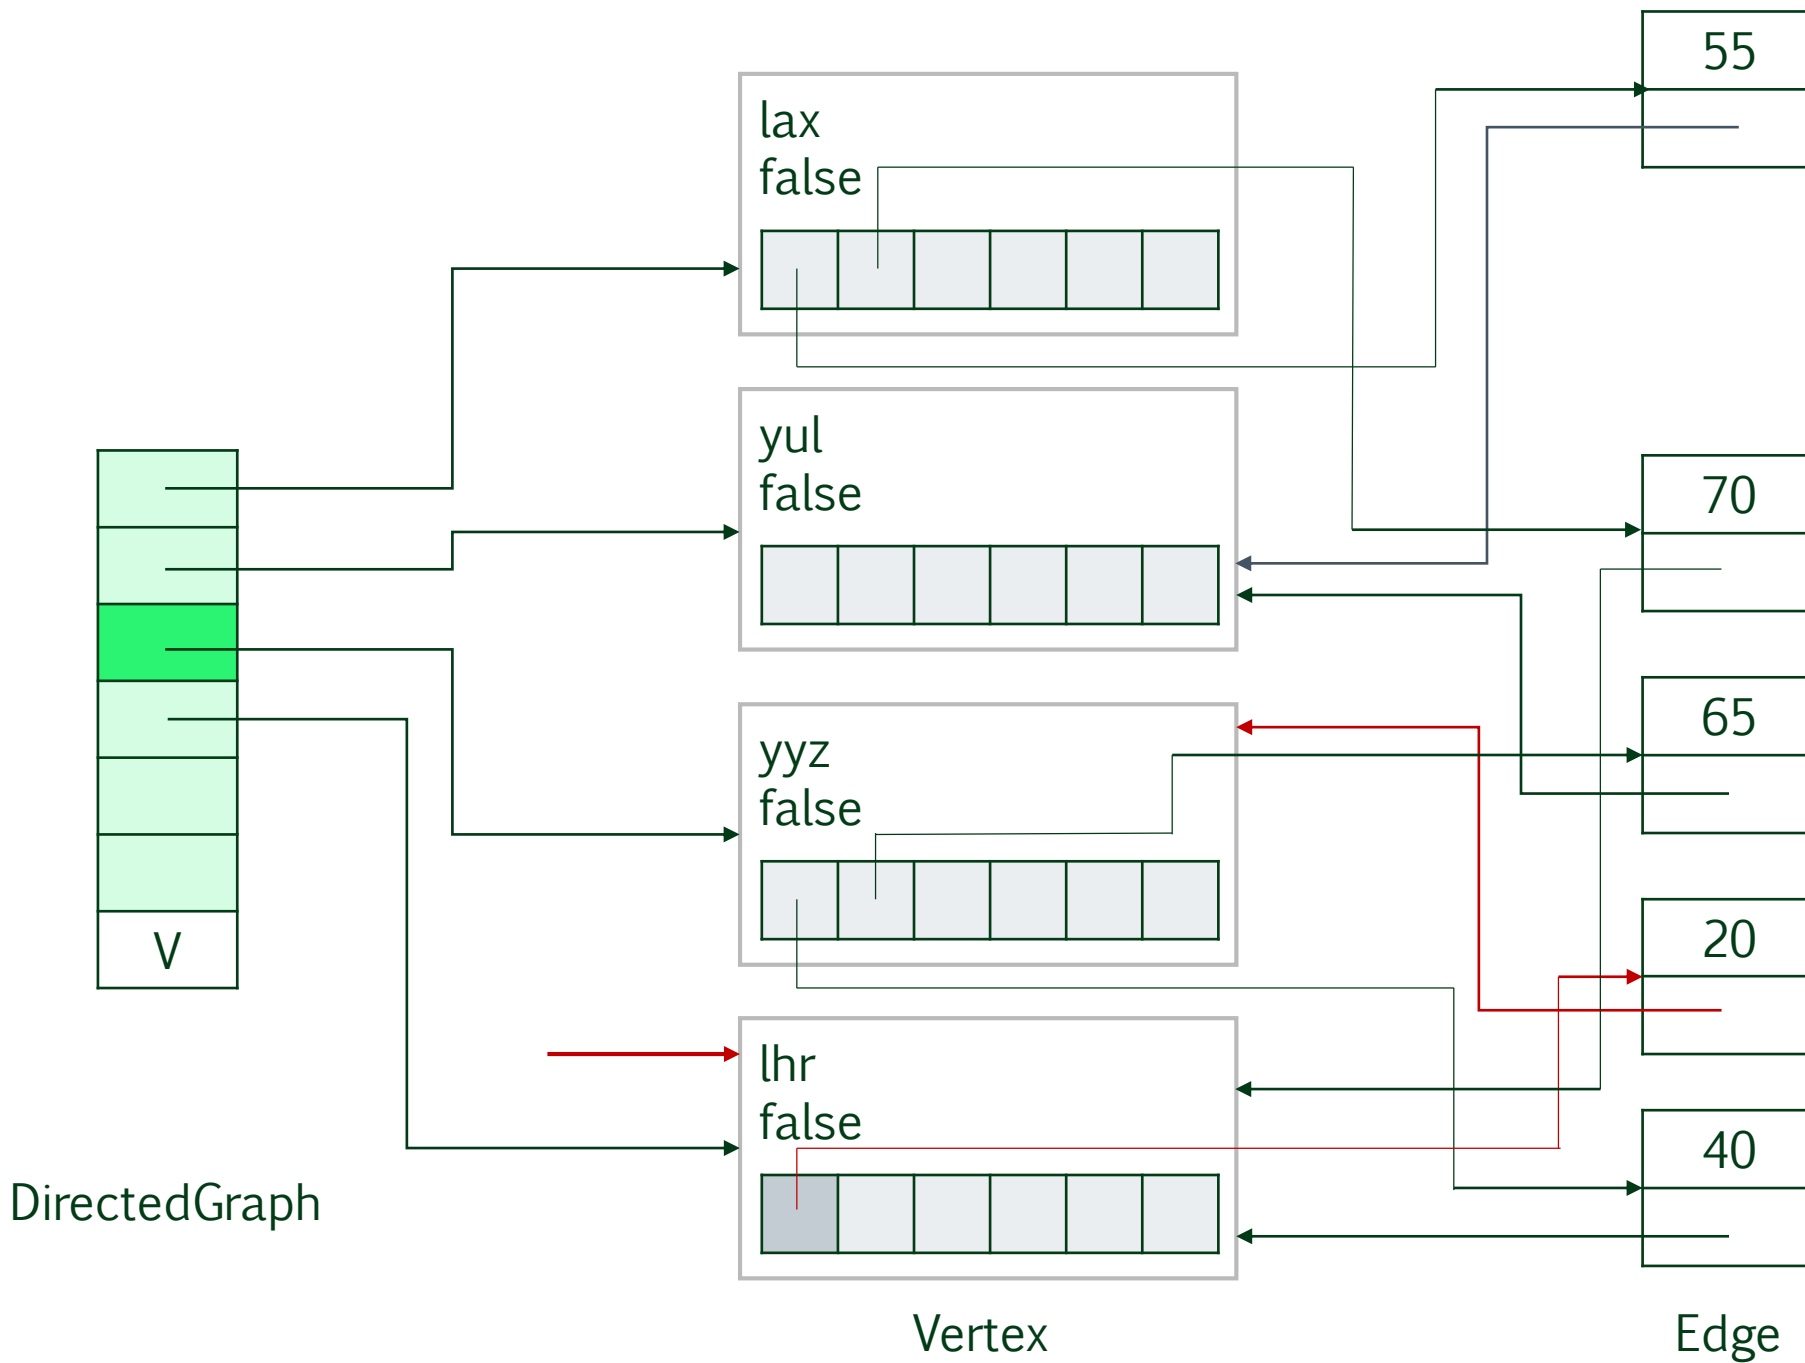 55
lax
false
70
yul
false
65
yyz
false
20
V
lhr
false
40
DirectedGraph
Vertex
Edge